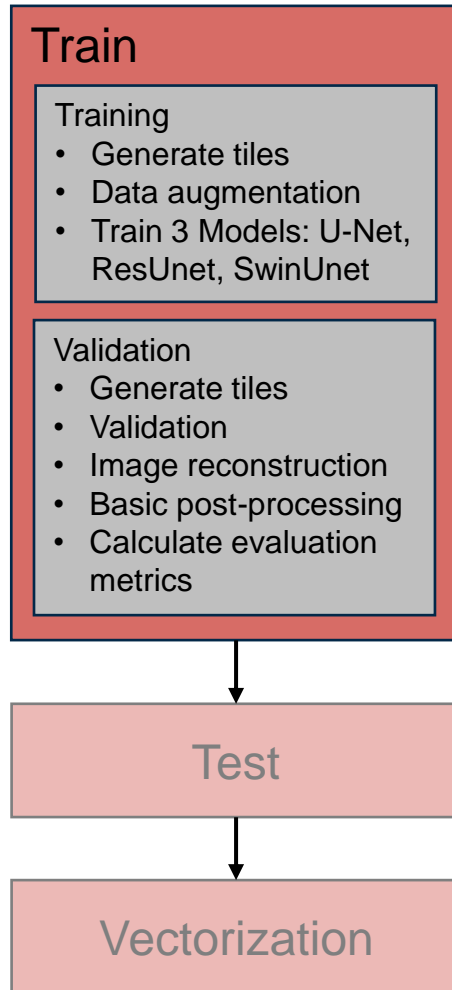 Train
Training
• Generate tiles
• Data augmentation
• Train 3 Models: U-Net,
ResUnet, SwinUnet
Validation
• Generate tiles
• Validation
• Image reconstruction
• Basic post-processing
• Calculate evaluation
metrics
Test
Vectorization